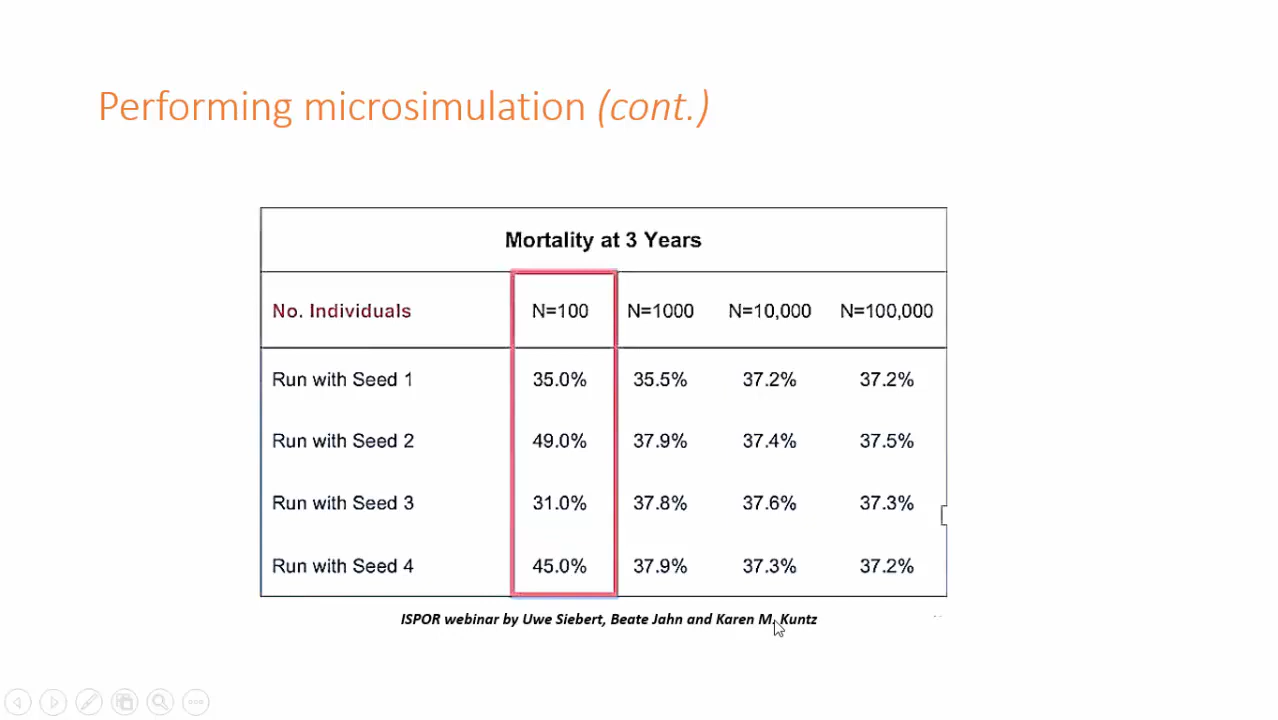 Performing microsimulation (cont.)
Mortality at 3 Years
No. Individuals N=100 N=1000 N=10,000 N=100,000
Run with Seed 1 35.0% 35.5% 37.2% 37.2%
Run with Seed 2 49.0% 37.9% 37.4% 37.5%
Run with Seed 3 31.0% 37.8% 37.6% 37.3%
Run with Seed 4 45.0% 37.9% 37.3% 37.2%
ISPOR webinar by Uwe Siebert, Beate Jahn and Karen M. Kuntz